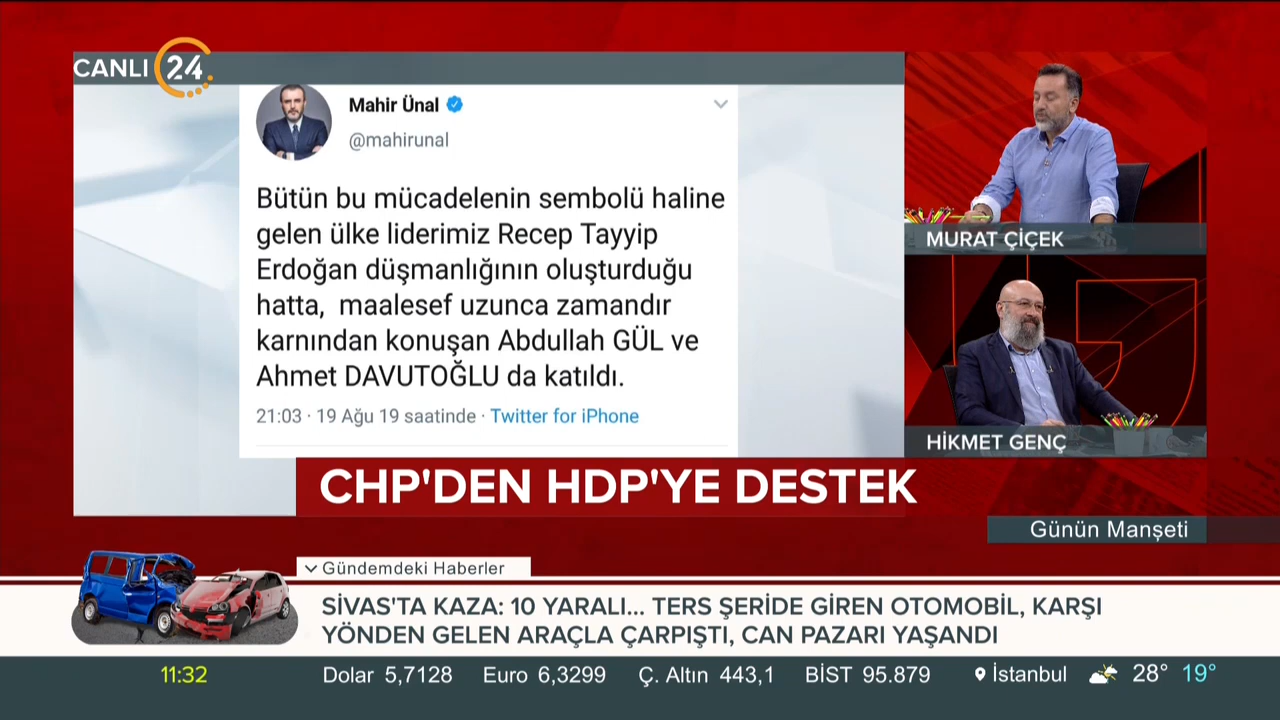 CANLI 24
Mahir Ünal
@mahirunal
Bütün bu mücadelenin sembolü haline
gelen ülke liderimiz Recep Tayyip
Erdoğan düşmanlığının oluşturduğu
hatta, maalesef uzunca zamandır
karnından konuşan Abdullah GÜL ve
Ahmet DAVUTOĞLU da katıldı.
21:03 · 19 Ağu 19 saatinde · Twitter for iPhone
MURAT ÇİÇEK
HİKMET GENÇ
CHP'DEN HDP'YE DESTEK
Günün Manşeti
Gündemdeki Haberler
SİVAS'TA KAZA: 10 YARALI... TERS ŞERİDE GİREN OTOMOBİL, KARŞI
YÖNDEN GELEN ARAÇLA ÇARPIŞTI, CAN PAZARI YAŞANDI
11:32 Dolar 5,7128 Euro 6,3299 Ç. Altın 443,1 BİST 95.879 İstanbul 28° 19°